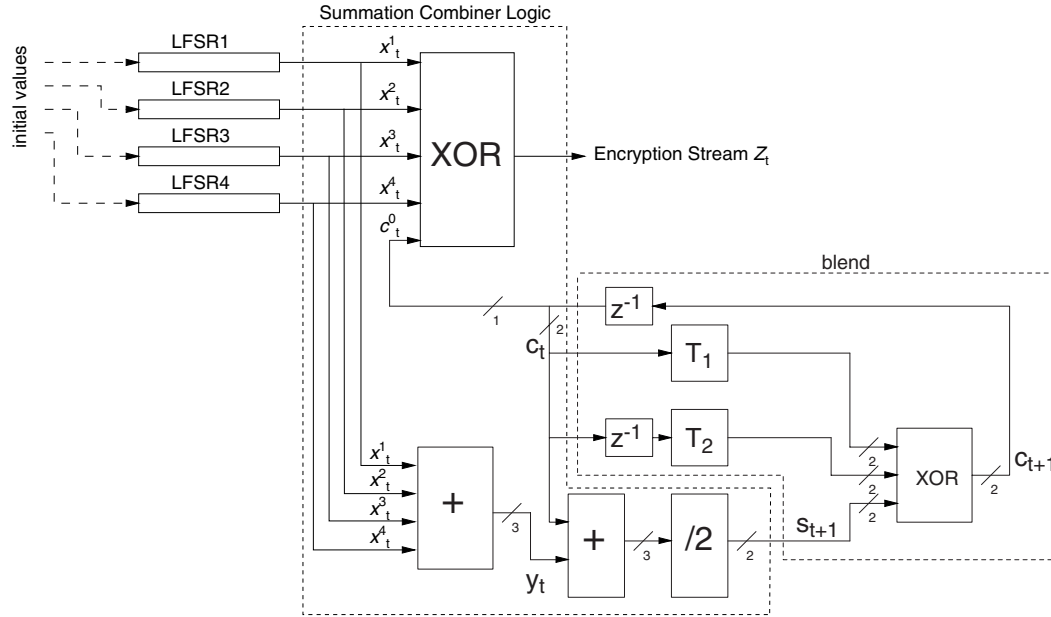 Summation Combiner Logic
initial values
LFSR1
LFSR2
LFSR3
LFSR4
x¹ₜ
x²ₜ
x³ₜ
x⁴ₜ
c⁰ₜ
XOR
Encryption Stream Zₜ
blend
1
2
cₜ
z⁻¹
T₁
z⁻¹
T₂
2
2
2
XOR
2
cₜ₊₁
x¹ₜ
x²ₜ
x³ₜ
x⁴ₜ
+
3
yₜ
+
3
/2
2
sₜ₊₁